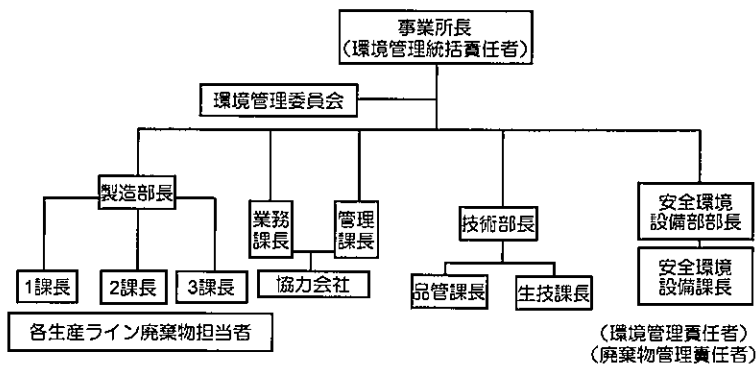 事業所長
(環境管理統括責任者)
環境管理委員会
製造部長
業務
課長
管理
課長
技術部長
安全環境
設備部部長
1課長
2課長
3課長
協力会社
品管課長
生技課長
安全環境
設備課長
各生産ライン廃棄物担当者
(環境管理責任者)
(廃棄物管理責任者)